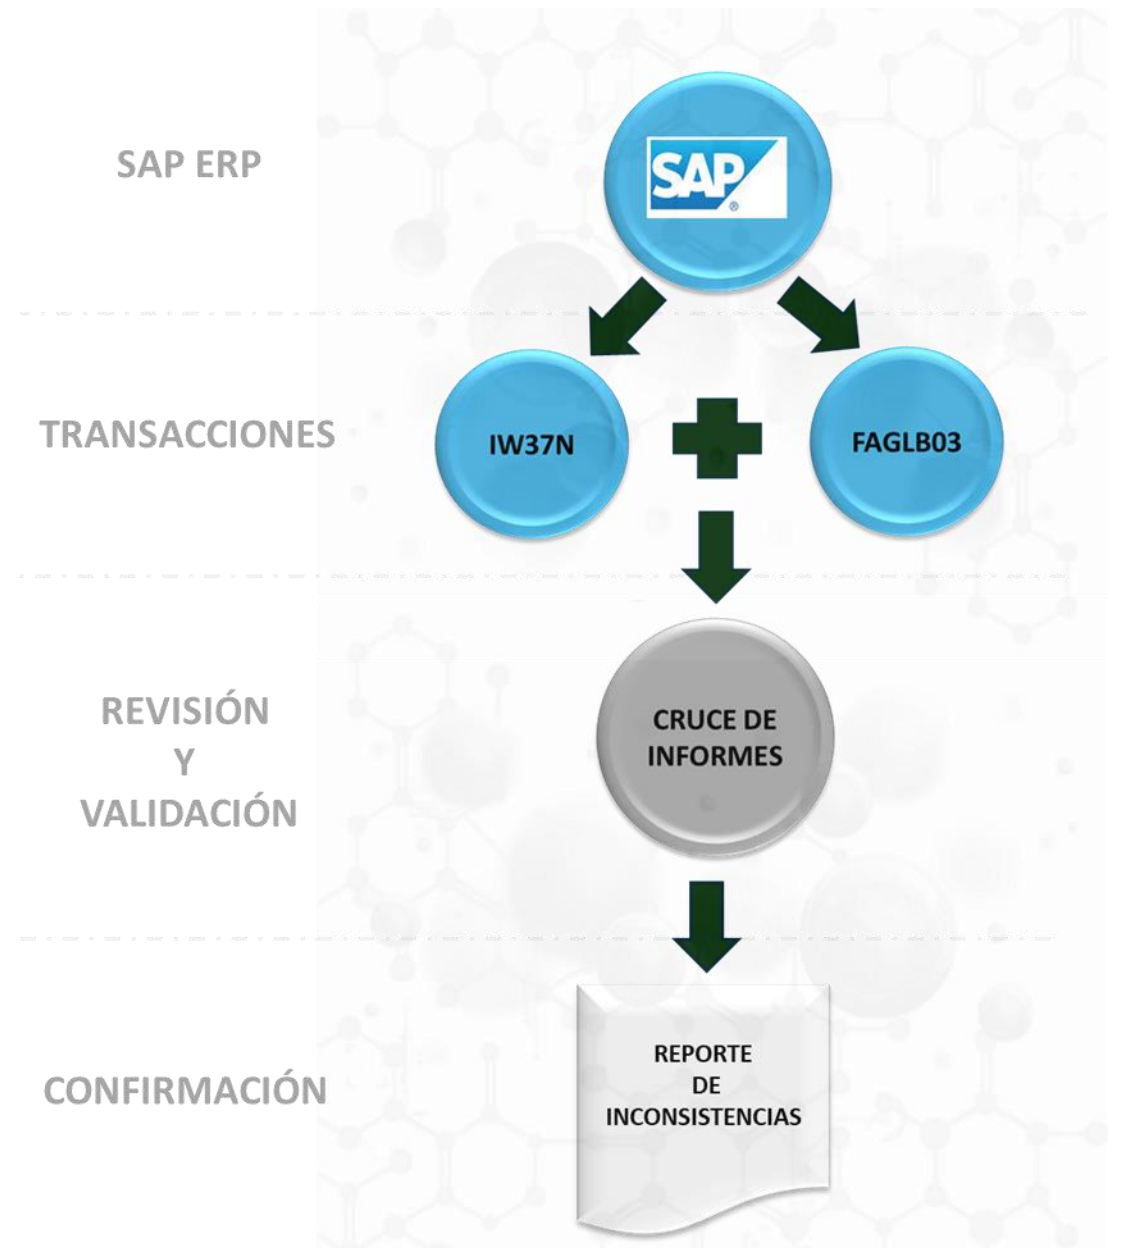 SAP ERP
SAP
®
TRANSACCIONES
IW37N
FAGLB03
REVISIÓN
Y
VALIDACIÓN
CRUCE DE
INFORMES
CONFIRMACIÓN
REPORTE
DE
INCONSISTENCIAS